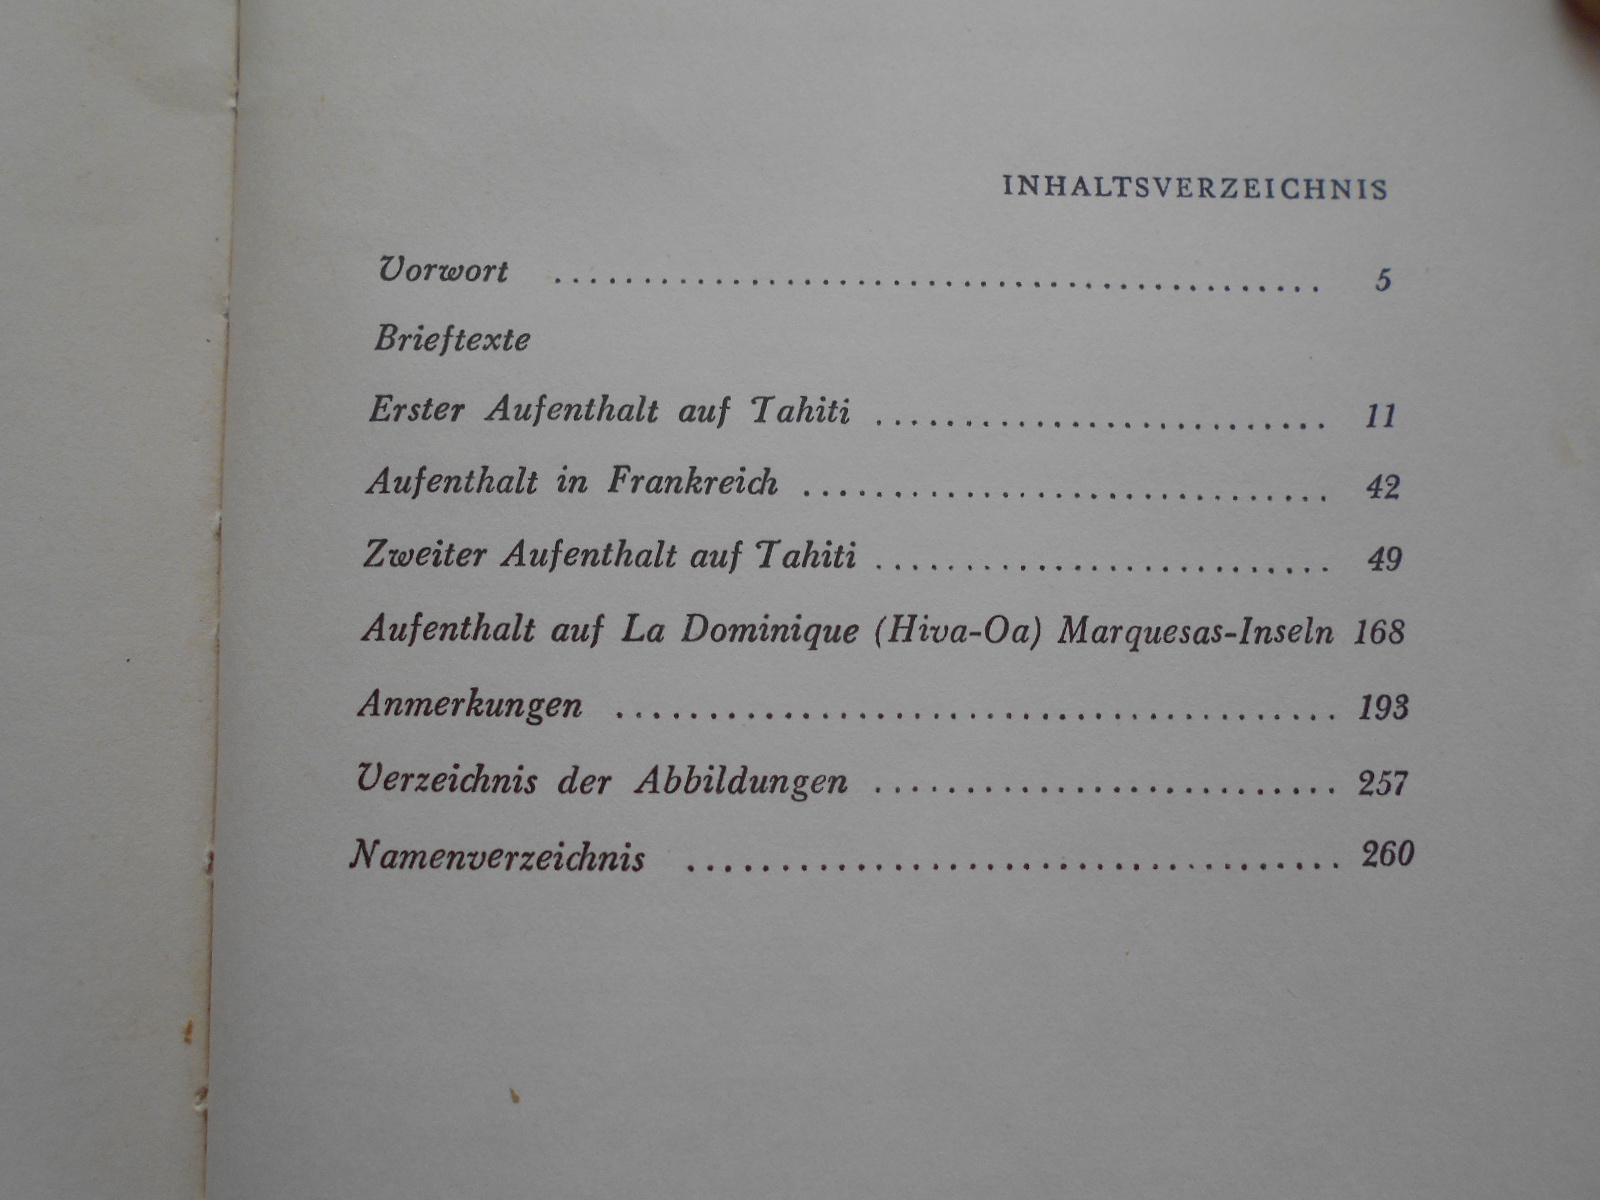 INHALTSVERZEICHNIS
Vorwort ........................................... 5
Brieftexte
Erster Aufenthalt auf Tahiti .......................... 11
Aufenthalt in Frankreich .............................. 42
Zweiter Aufenthalt auf Tahiti .......................... 49
Aufenthalt auf La Dominique (Hiva-Oa) Marquesas-Inseln 168
Anmerkungen ......................................... 193
Verzeichnis der Abbildungen .......................... 257
Namenverzeichnis ..................................... 260